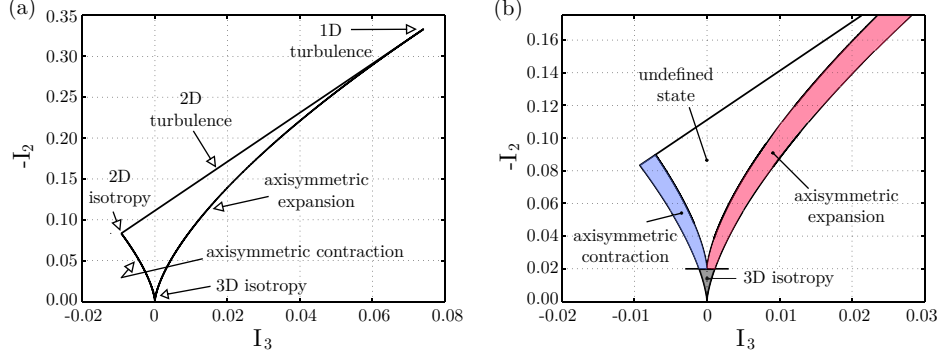 (a)
0.35
0.30
0.25
0.20
0.15
0.10
0.05
0.00
-0.02
0
0.02
0.04
0.06
0.08
-I2
I3
1D
turbulence
2D
turbulence
2D
isotropy
axisymmetric
expansion
axisymmetric contraction
3D isotropy
(b)
0.16
0.14
0.12
0.10
0.08
0.06
0.04
0.02
0.00
-0.02
-0.01
0
0.01
0.02
0.03
-I2
I3
undefined
state
axisymmetric
expansion
axisymmetric
contraction
3D isotropy